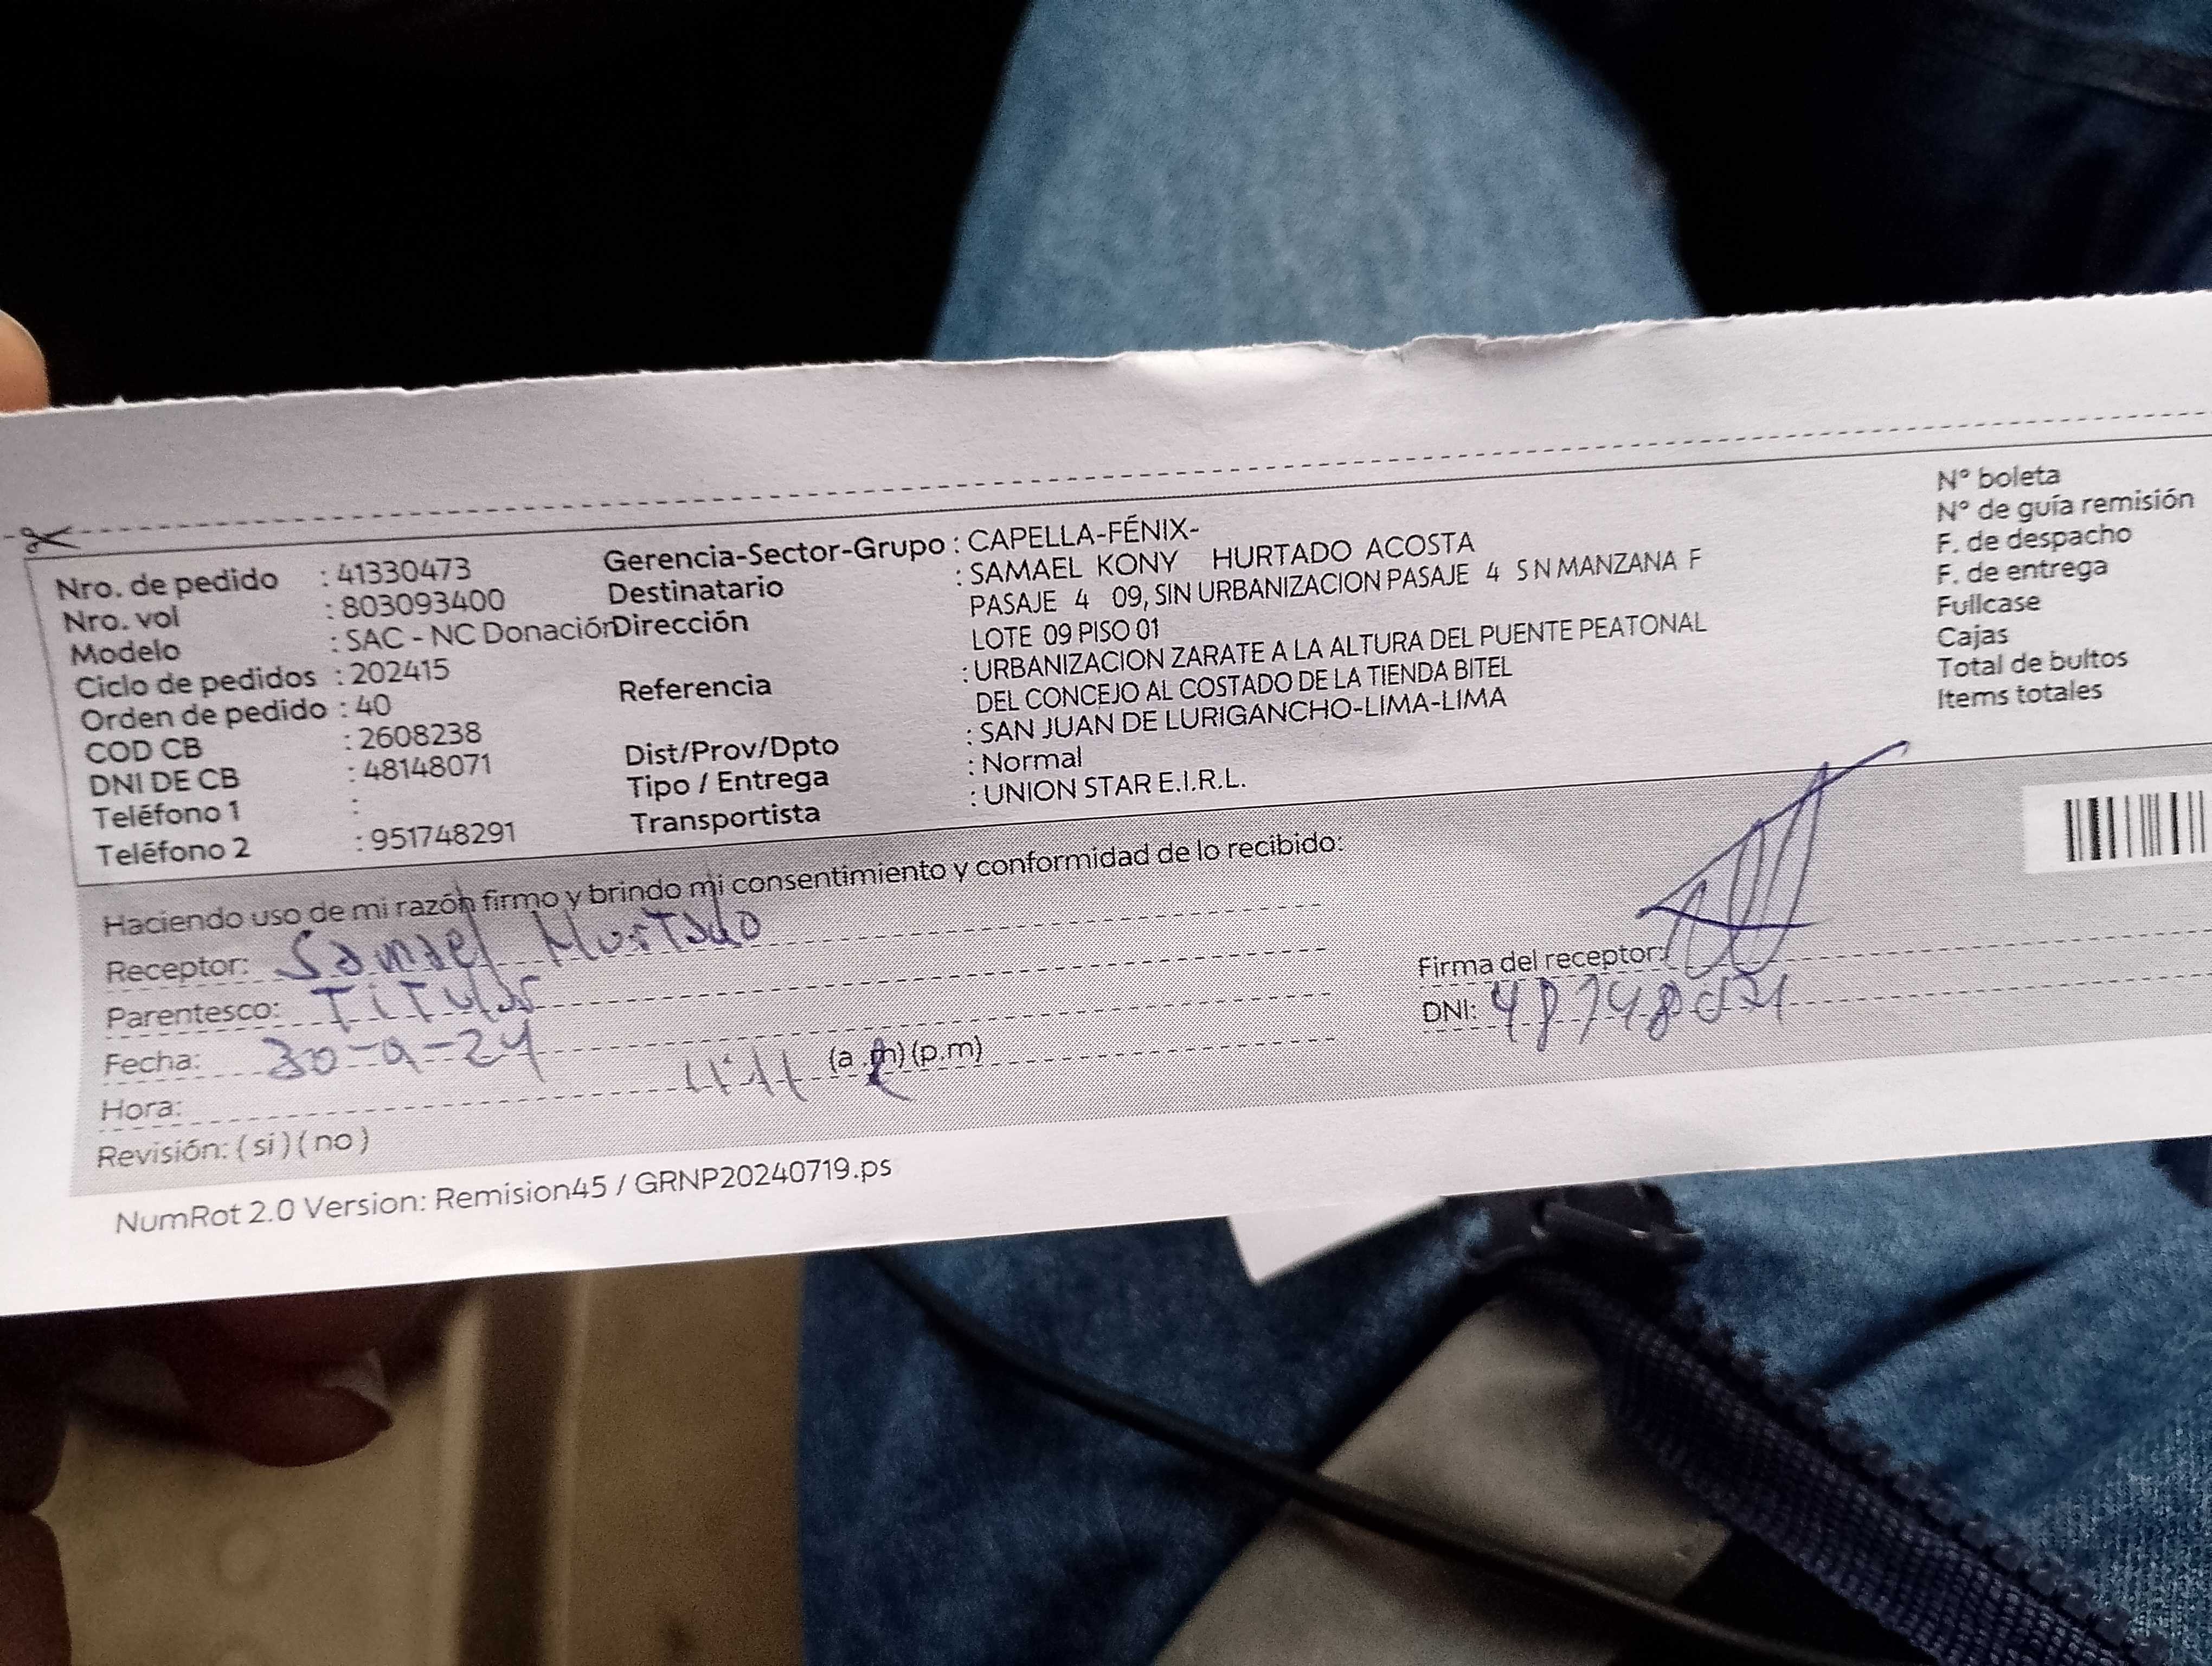 Nro. de pedido : 41330473
Nro. vol : 803093400
Modelo : SAC - NC Donación
Ciclo de pedidos : 202415
Orden de pedido : 40
COD CB : 2608238
DNI DE CB : 48148071
Teléfono 1 :
Teléfono 2 : 951748291
Gerencia-Sector-Grupo : CAPELLA-FÉNIX-
Destinatario : SAMAEL KONY HURTADO ACOSTA
Dirección PASAJE 4 09, SIN URBANIZACION PASAJE 4 SN MANZANA F
LOTE 09 PISO 01
Referencia : URBANIZACION ZARATE A LA ALTURA DEL PUENTE PEATONAL
DEL CONCEJO AL COSTADO DE LA TIENDA BITEL
Dist/Prov/Dpto : SAN JUAN DE LURIGANCHO-LIMA-LIMA
Tipo / Entrega : Normal
Transportista : UNION STAR E.I.R.L.
N° boleta
N° de guía remisión
F. de despacho
F. de entrega
Fullcase
Cajas
Total de bultos
Items totales
Haciendo uso de mi razón firmo y brindo mi consentimiento y conformidad de lo recibido:
Receptor: Samael Hurtado
Parentesco: Titular
Fecha: 30-9-24
Hora: (a.m)(p.m)
Revisión: (si)(no)
Firma del receptor:
DNI: 48148071
NumRot 2.0 Version: Remision45 / GRNP20240719.ps